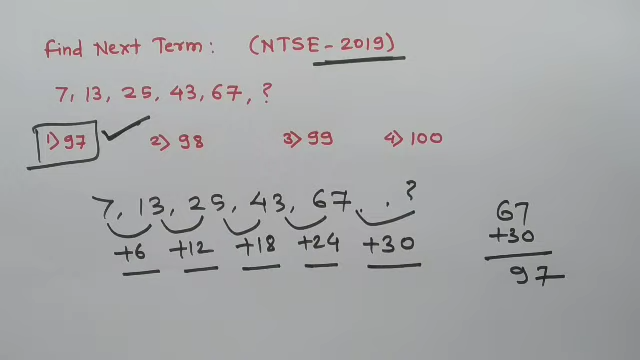 Find Next Term: (NTSE-2019)
7, 13, 25, 43, 67, ?
1) 97 2) 98 3) 99 4) 100
7, 13, 25, 43, 67, . ?
+6 +12 +18 +24 +30
67
+30
97